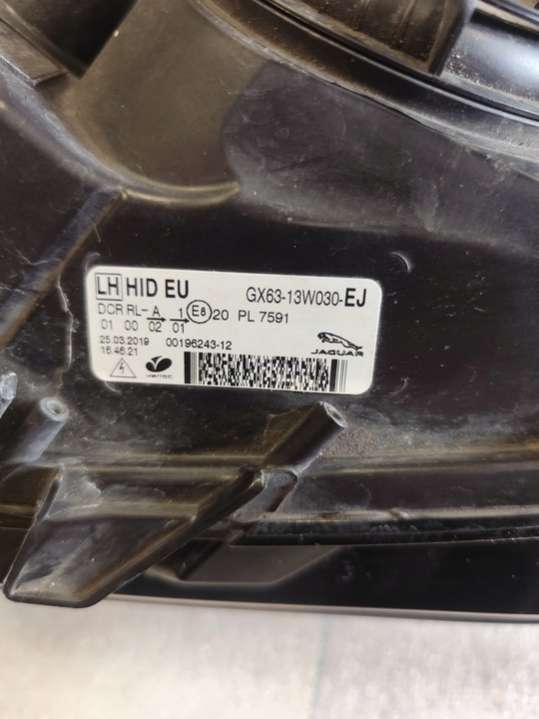 LH HID EU GX63-13W030-EJ
DCR RL- A 1 E8 20 PL 7591
01 00 02 01
25.03.2019 00196243-12
16:46:21
JAGUAR